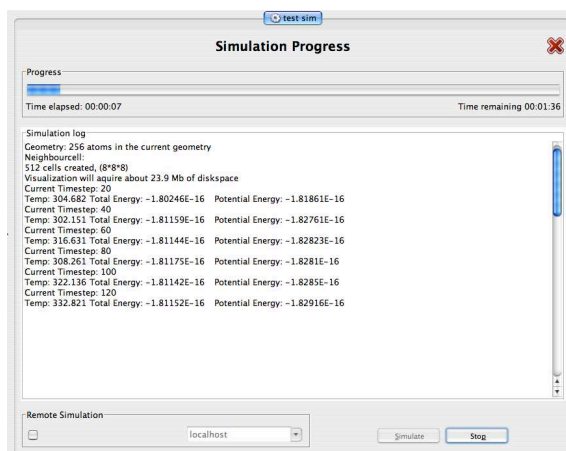 test sim
Simulation Progress
Progress
Time elapsed: 00:00:07 Time remaining 00:01:36
Simulation log
Geometry: 256 atoms in the current geometry
Neighbourcell:
512 cells created, (8*8*8)
Visualization will aquire about 23.9 Mb of diskspace
Current Timestep: 20
Temp: 304.682 Total Energy: -1.80246E-16 Potential Energy: -1.81861E-16
Current Timestep: 40
Temp: 302.151 Total Energy: -1.81159E-16 Potential Energy: -1.82761E-16
Current Timestep: 60
Temp: 316.631 Total Energy: -1.81144E-16 Potential Energy: -1.82823E-16
Current Timestep: 80
Temp: 308.261 Total Energy: -1.81175E-16 Potential Energy: -1.8281E-16
Current Timestep: 100
Temp: 322.136 Total Energy: -1.81142E-16 Potential Energy: -1.8285E-16
Current Timestep: 120
Temp: 332.821 Total Energy: -1.81152E-16 Potential Energy: -1.82916E-16
Remote Simulation
localhost Simulate Stop